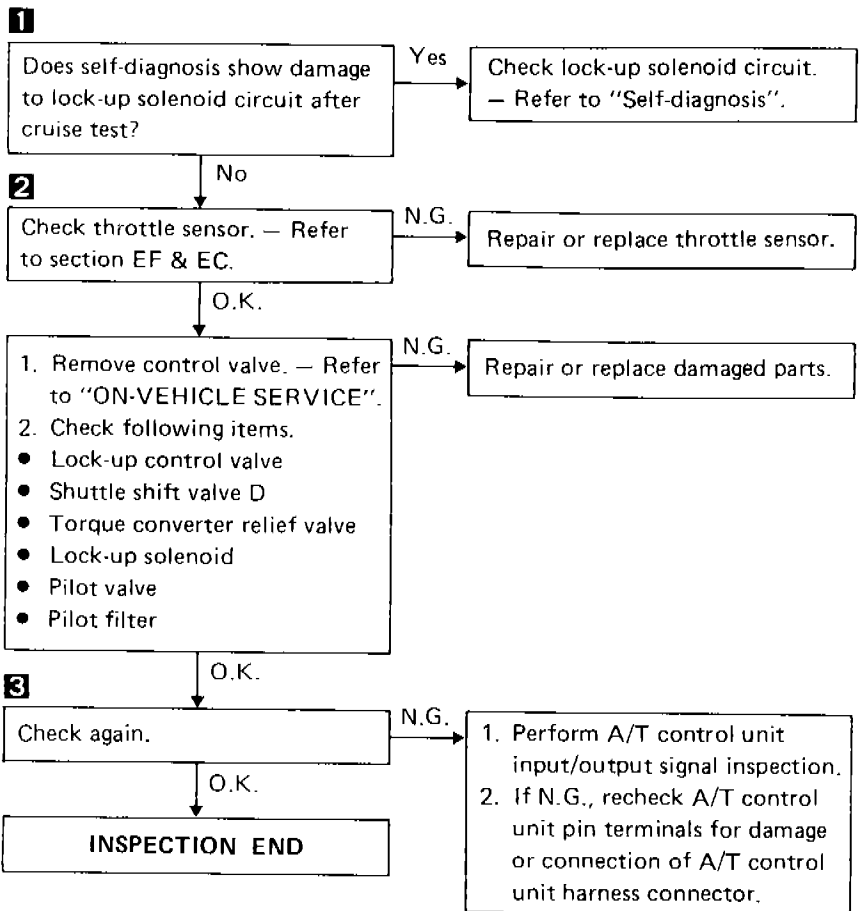 1
Does self-diagnosis show damage
to lock-up solenoid circuit after
cruise test?
Yes
Check lock-up solenoid circuit.
— Refer to "Self-diagnosis".
No
2
Check throttle sensor. — Refer
to section EF & EC.
N.G.
Repair or replace throttle sensor.
O.K.
1. Remove control valve. — Refer
to "ON-VEHICLE SERVICE".
2. Check following items.
● Lock-up control valve
● Shuttle shift valve D
● Torque converter relief valve
● Lock-up solenoid
● Pilot valve
● Pilot filter
N.G.
Repair or replace damaged parts.
O.K.
3
Check again.
N.G.
1. Perform A/T control unit
input/output signal inspection.
2. If N.G., recheck A/T control
unit pin terminals for damage
or connection of A/T control
unit harness connector.
O.K.
INSPECTION END